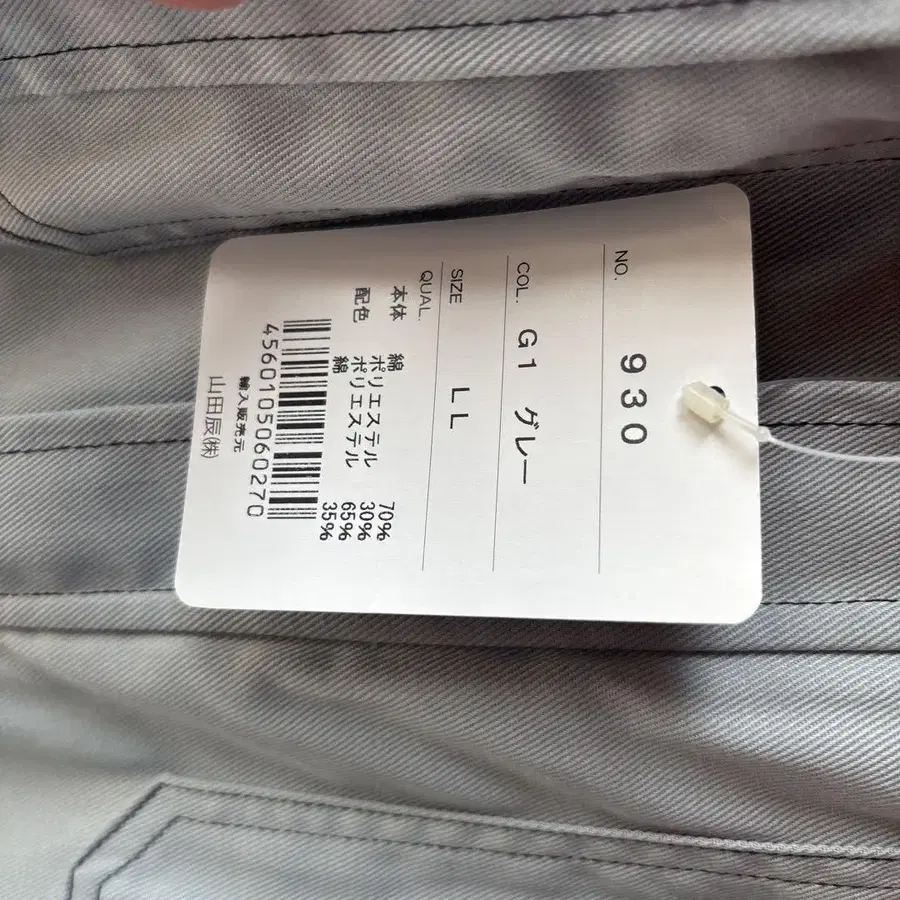 NO. 930
COL. G1 グレー
SIZE LL
QUAL.
本体 綿 70%
ポリエステル 30%
配色 ポリエステル 65%
綿 35%
4560105060270
輸入販売元
山田辰㈱